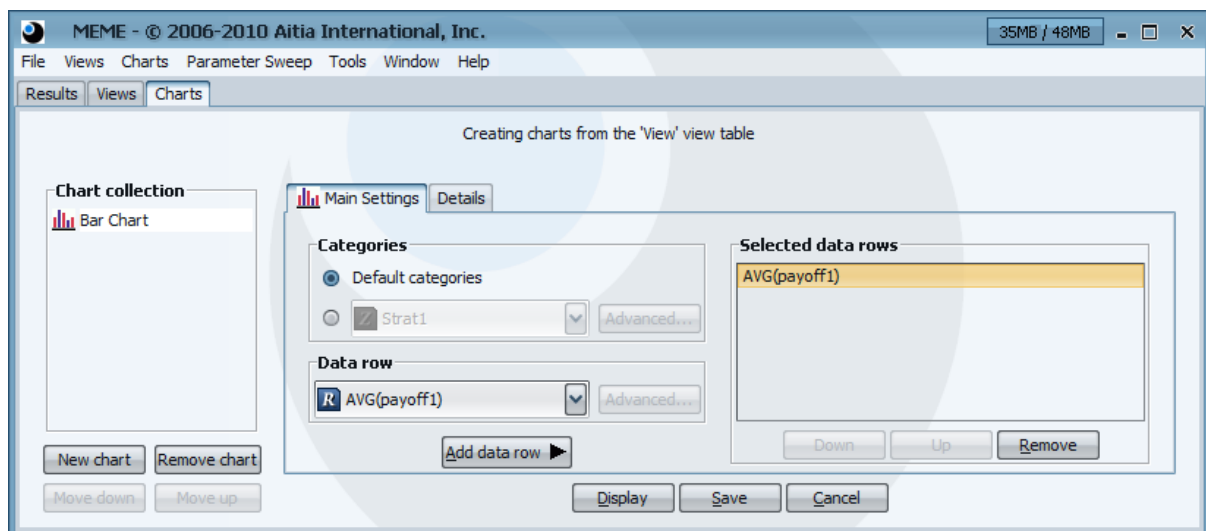 MEME - © 2006-2010 Aitia International, Inc.
35MB / 48MB
File Views Charts Parameter Sweep Tools Window Help
Results Views Charts
Creating charts from the 'View' view table
Chart collection
Bar Chart
Main Settings Details
Categories
Default categories
Z Strat1 Advanced...
Data row
R AVG(payoff1) Advanced...
Add data row
Selected data rows
AVG(payoff1)
Down Up Remove
New chart Remove chart
Move down Move up
Display Save Cancel